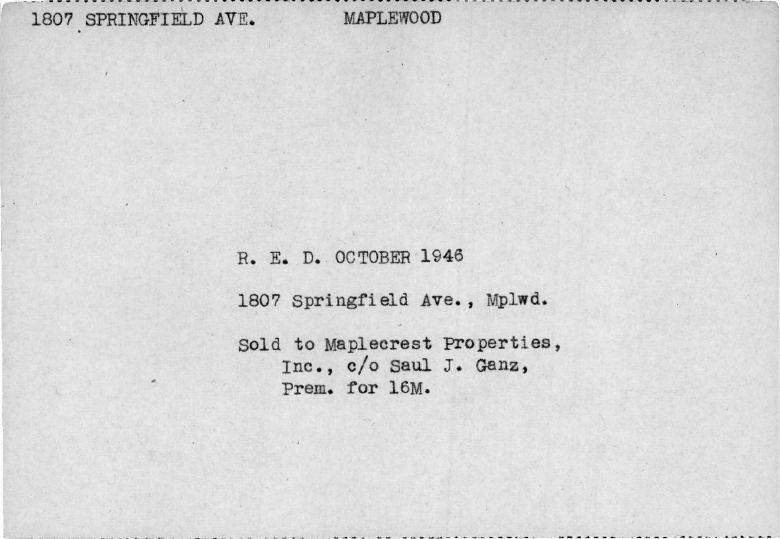 1807 SPRINGFIELD AVE. MAPLEWOOD
R. E. D. OCTOBER 1946
1807 Springfield Ave., Mplwd.
Sold to Maplecrest Properties,
Inc., c/o Saul J. Ganz,
Prem. for 16M.